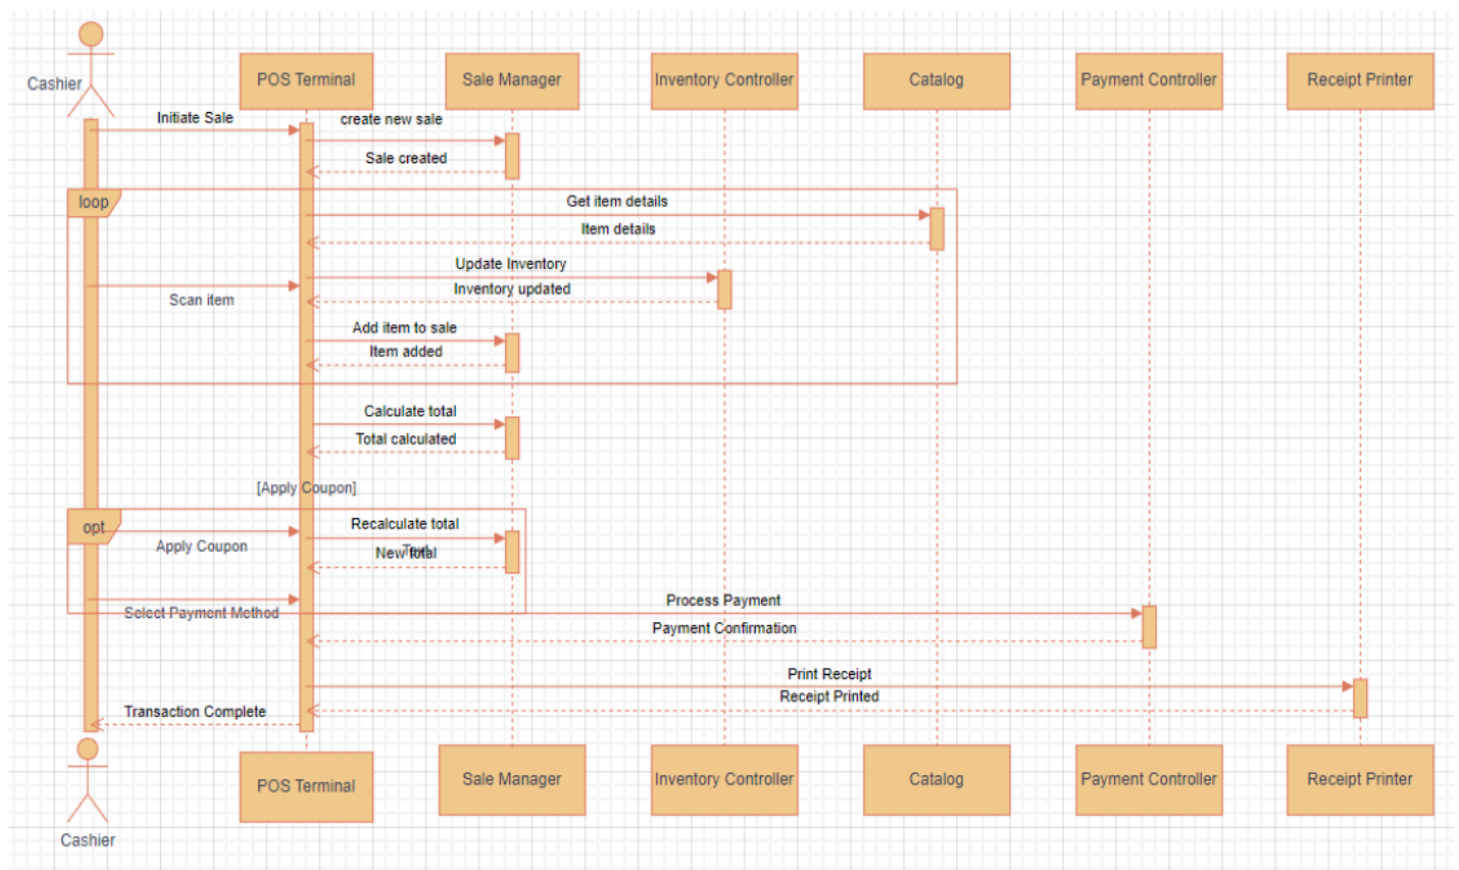 Cashier
POS Terminal
Sale Manager
Inventory Controller
Catalog
Payment Controller
Receipt Printer
Initiate Sale
create new sale
Sale created
loop
Get item details
Item details
Update Inventory
Inventory updated
Scan item
Add item to sale
Item added
Calculate total
Total calculated
[Apply Coupon]
opt
Recalculate total
Apply Coupon
Text
New total
Select Payment Method
Process Payment
Payment Confirmation
Print Receipt
Receipt Printed
Transaction Complete
POS Terminal
Sale Manager
Inventory Controller
Catalog
Payment Controller
Receipt Printer
Cashier